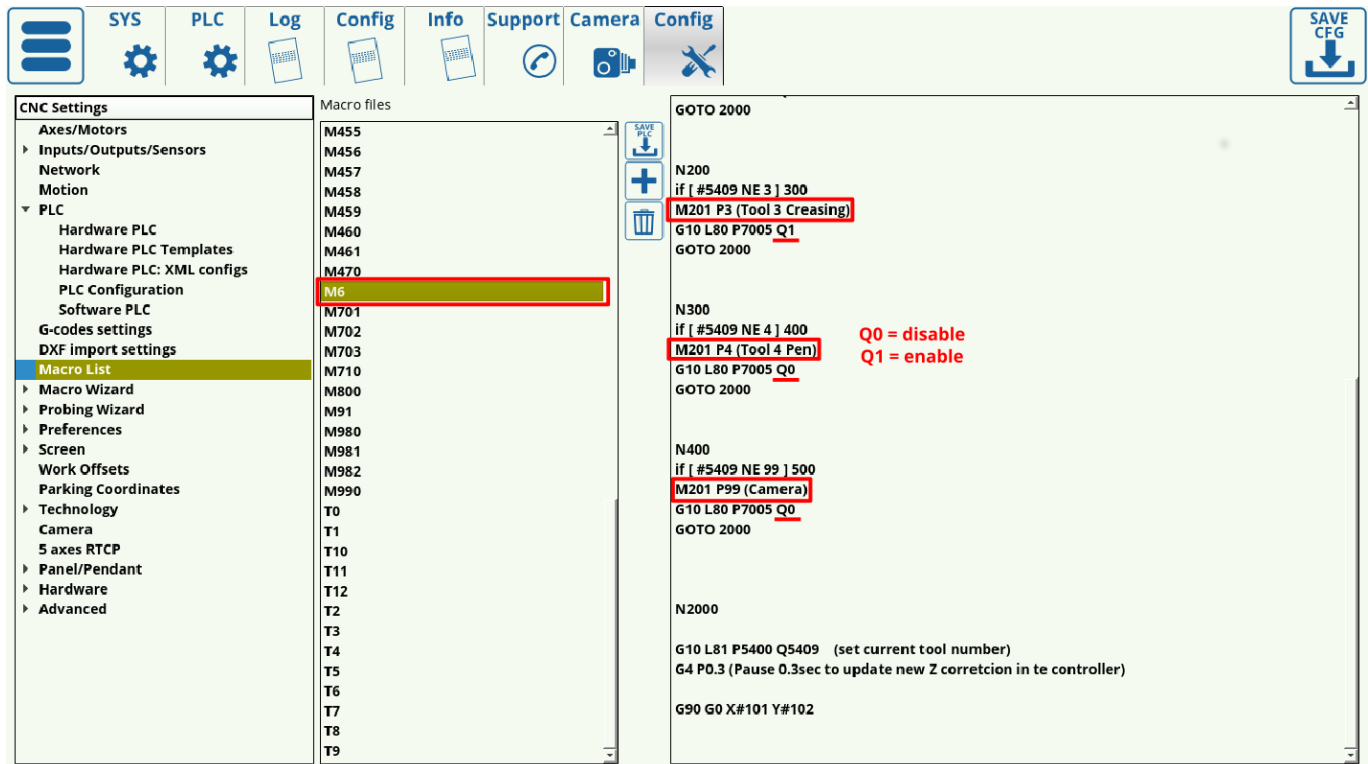 SYS PLC Log Config Info Support Camera Config SAVE CFG
CNC Settings
Axes/Motors
Inputs/Outputs/Sensors
Network
Motion
PLC
Hardware PLC
Hardware PLC Templates
Hardware PLC: XML configs
PLC Configuration
Software PLC
G-codes settings
DXF import settings
Macro List
Macro Wizard
Probing Wizard
Preferences
Screen
Work Offsets
Parking Coordinates
Technology
Camera
5 axes RTCP
Panel/Pendant
Hardware
Advanced
Macro files
M455
M456
M457
M458
M459
M460
M461
M470
M6
M701
M702
M703
M710
M800
M91
M980
M981
M982
M990
T0
T1
T10
T11
T12
T2
T3
T4
T5
T6
T7
T8
T9
SAVE
PLC
GOTO 2000
N200
if [ #5409 NE 3 ] 300
M201 P3 (Tool 3 Creasing)
G10 L80 P7005 Q1
GOTO 2000
N300
if [ #5409 NE 4 ] 400
M201 P4 (Tool 4 Pen)
G10 L80 P7005 Q0
GOTO 2000
Q0 = disable
Q1 = enable
N400
if [ #5409 NE 99 ] 500
M201 P99 (Camera)
G10 L80 P7005 Q0
GOTO 2000
N2000
G10 L81 P5400 Q5409 (set current tool number)
G4 P0.3 (Pause 0.3sec to update new Z corretcion in te controller)
G90 G0 X#101 Y#102